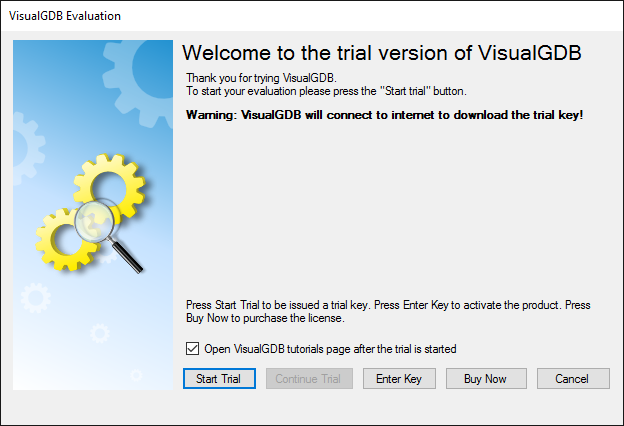 VisualGDB Evaluation
Welcome to the trial version of VisualGDB
Thank you for trying VisualGDB.
To start your evaluation please press the "Start trial" button.
Warning: VisualGDB will connect to internet to download the trial key!
Press Start Trial to be issued a trial key. Press Enter Key to activate the product. Press
Buy Now to purchase the license.
Open VisualGDB tutorials page after the trial is started
Start Trial
Continue Trial
Enter Key
Buy Now
Cancel